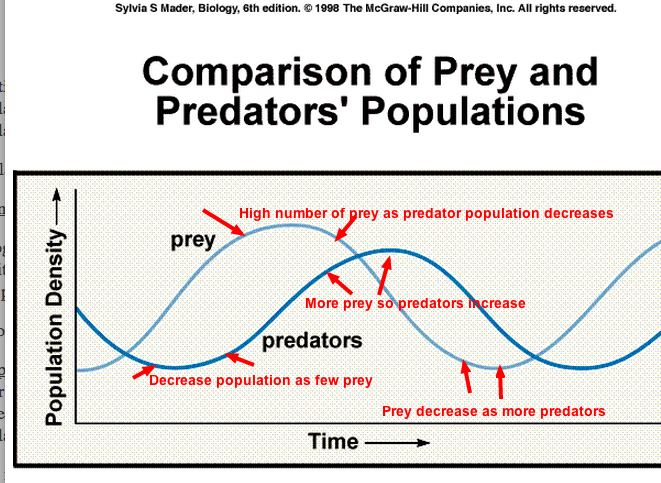 Sylvia S Mader, Biology, 6th edition. © 1998 The McGraw-Hill Companies, Inc. All rights reserved.
Comparison of Prey and
Predators' Populations
High number of prey as predator population decreases
prey
More prey so predators increase
predators
Decrease population as few prey
Prey decrease as more predators
Population Density
Time